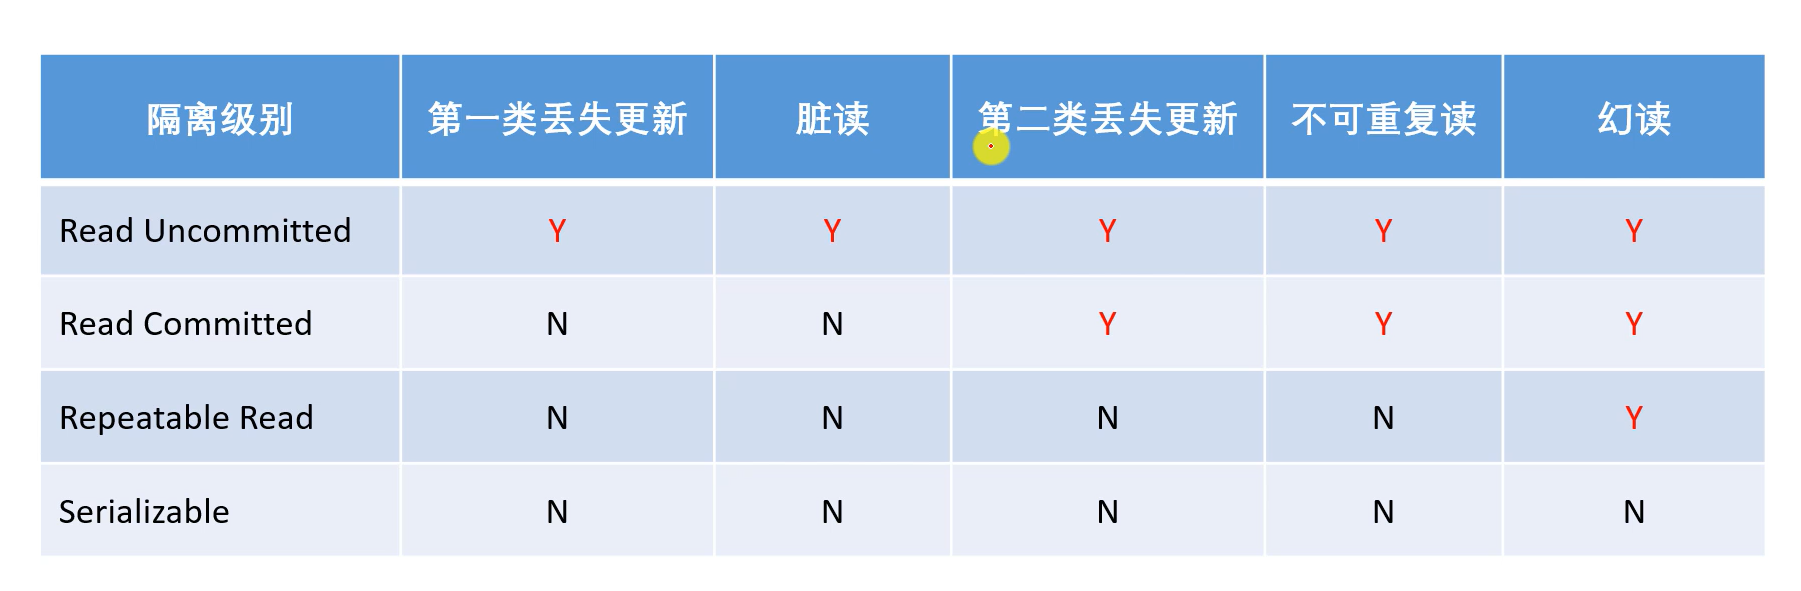 隔离级别 第一类丢失更新 脏读 第二类丢失更新 不可重复读 幻读
Read Uncommitted Y Y Y Y Y
Read Committed N N Y Y Y
Repeatable Read N N N N Y
Serializable N N N N N